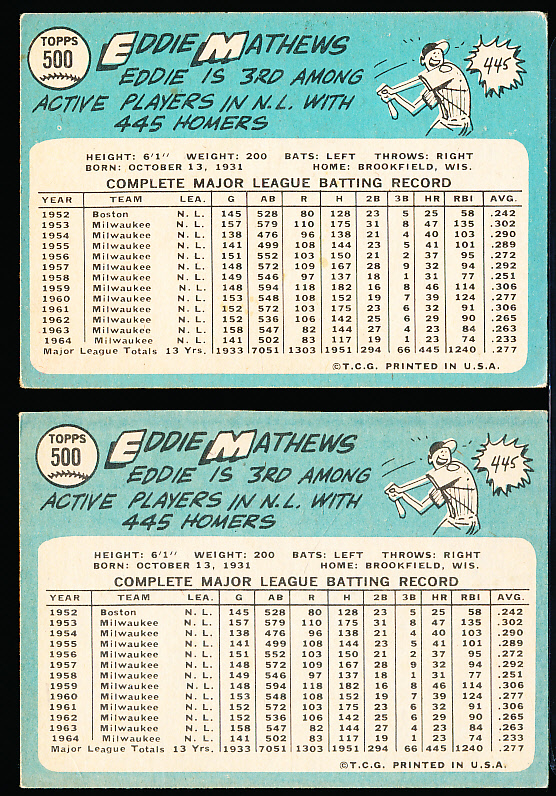 TOPPS
500
EDDIE MATHEWS
EDDIE IS 3RD AMONG
ACTIVE PLAYERS IN N.L. WITH
445 HOMERS
445
HEIGHT: 6'1" WEIGHT: 200 BATS: LEFT THROWS: RIGHT
BORN: OCTOBER 13, 1931 HOME: BROOKFIELD, WIS.
COMPLETE MAJOR LEAGUE BATTING RECORD
YEAR TEAM LEA. G AB R H 2B 3B HR RBI AVG.
1952 Boston N. L. 145 528 80 128 23 5 25 58 .242
1953 Milwaukee N. L. 157 579 110 175 31 8 47 135 .302
1954 Milwaukee N. L. 138 476 96 138 21 4 40 103 .290
1955 Milwaukee N. L. 141 499 108 144 23 5 41 101 .289
1956 Milwaukee N. L. 151 552 103 150 21 2 37 95 .272
1957 Milwaukee N. L. 148 572 109 167 28 9 32 94 .292
1958 Milwaukee N. L. 149 546 97 137 18 1 31 77 .251
1959 Milwaukee N. L. 148 594 118 182 16 8 46 114 .306
1960 Milwaukee N. L. 153 548 108 152 19 7 39 124 .277
1961 Milwaukee N. L. 152 572 103 175 23 6 32 91 .306
1962 Milwaukee N. L. 152 536 106 142 25 6 29 90 .265
1963 Milwaukee N. L. 158 547 82 144 27 4 23 84 .263
1964 Milwaukee N. L. 141 502 83 117 19 1 23 74 .233
Major League Totals 13 Yrs. 1933 7051 1303 1951 294 66 445 1240 .277
©T.C.G. PRINTED IN U.S.A.
TOPPS
500
EDDIE MATHEWS
EDDIE IS 3RD AMONG
ACTIVE PLAYERS IN N.L. WITH
445 HOMERS
445
HEIGHT: 6'1" WEIGHT: 200 BATS: LEFT THROWS: RIGHT
BORN: OCTOBER 13, 1931 HOME: BROOKFIELD, WIS.
COMPLETE MAJOR LEAGUE BATTING RECORD
YEAR TEAM LEA. G AB R H 2B 3B HR RBI AVG.
1952 Boston N. L. 145 528 80 128 23 5 25 58 .242
1953 Milwaukee N. L. 157 579 110 175 31 8 47 135 .302
1954 Milwaukee N. L. 138 476 96 138 21 4 40 103 .290
1955 Milwaukee N. L. 141 499 108 144 23 5 41 101 .289
1956 Milwaukee N. L. 151 552 103 150 21 2 37 95 .272
1957 Milwaukee N. L. 148 572 109 167 28 9 32 94 .292
1958 Milwaukee N. L. 149 546 97 137 18 1 31 77 .251
1959 Milwaukee N. L. 148 594 118 182 16 8 46 114 .306
1960 Milwaukee N. L. 153 548 108 152 19 7 39 124 .277
1961 Milwaukee N. L. 152 572 103 175 23 6 32 91 .306
1962 Milwaukee N. L. 152 536 106 142 25 6 29 90 .265
1963 Milwaukee N. L. 158 547 82 144 27 4 23 84 .263
1964 Milwaukee N. L. 141 502 83 117 19 1 23 74 .233
Major League Totals 13 Yrs. 1933 7051 1303 1951 294 66 445 1240 .277
©T.C.G. PRINTED IN U.S.A.